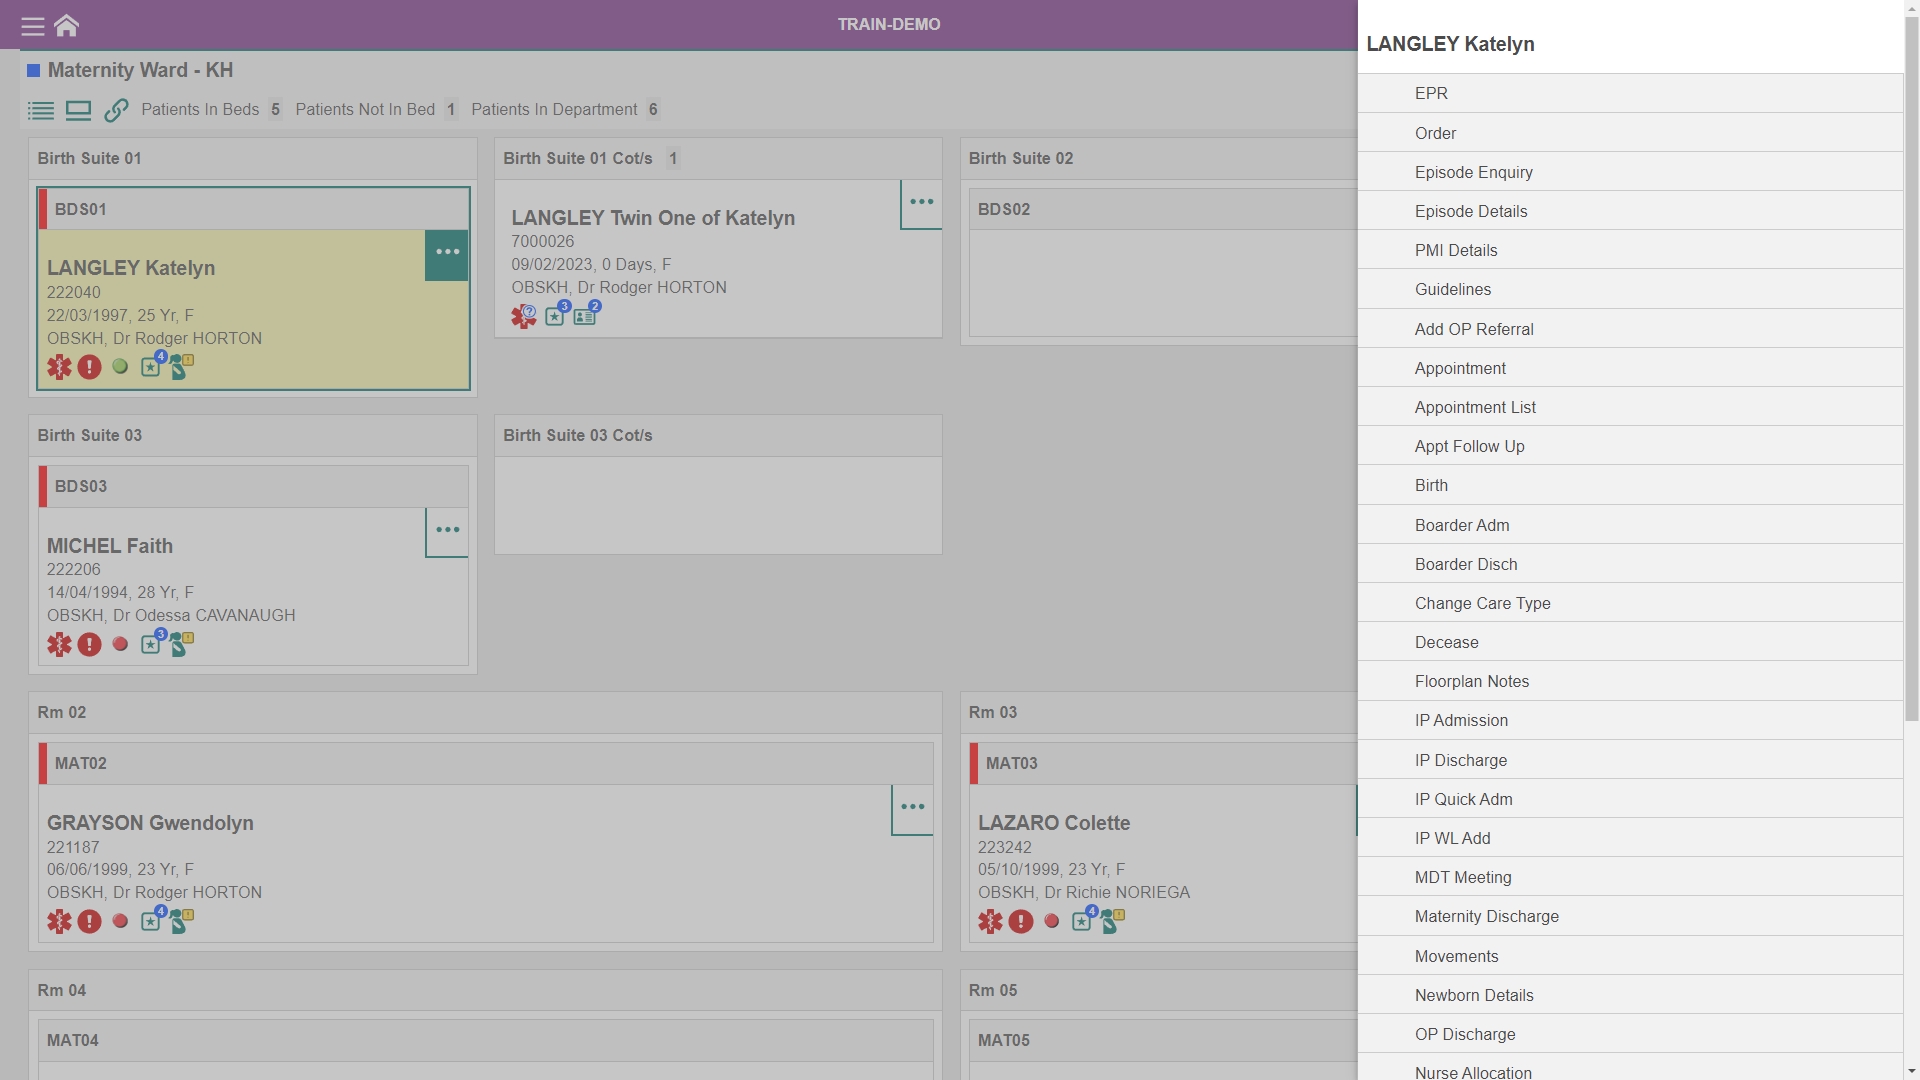 TRAIN-DEMO
Maternity Ward - KH
Patients In Beds 5 Patients Not In Bed 1 Patients In Department 6
Birth Suite 01
BDS01
LANGLEY Katelyn
222040
22/03/1997, 25 Yr, F
OBSKH, Dr Rodger HORTON
4
Birth Suite 01 Cot/s 1
LANGLEY Twin One of Katelyn
7000026
09/02/2023, 0 Days, F
OBSKH, Dr Rodger HORTON
? 3 2
Birth Suite 02
BDS02
Birth Suite 03
BDS03
MICHEL Faith
222206
14/04/1994, 28 Yr, F
OBSKH, Dr Odessa CAVANAUGH
3
Birth Suite 03 Cot/s
Rm 02
MAT02
GRAYSON Gwendolyn
221187
06/06/1999, 23 Yr, F
OBSKH, Dr Rodger HORTON
4
Rm 03
MAT03
LAZARO Colette
223242
05/10/1999, 23 Yr, F
OBSKH, Dr Richie NORIEGA
4
Rm 04
MAT04
Rm 05
MAT05
LANGLEY Katelyn
EPR
Order
Episode Enquiry
Episode Details
PMI Details
Guidelines
Add OP Referral
Appointment
Appointment List
Appt Follow Up
Birth
Boarder Adm
Boarder Disch
Change Care Type
Decease
Floorplan Notes
IP Admission
IP Discharge
IP Quick Adm
IP WL Add
MDT Meeting
Maternity Discharge
Movements
Newborn Details
OP Discharge
Nurse Allocation